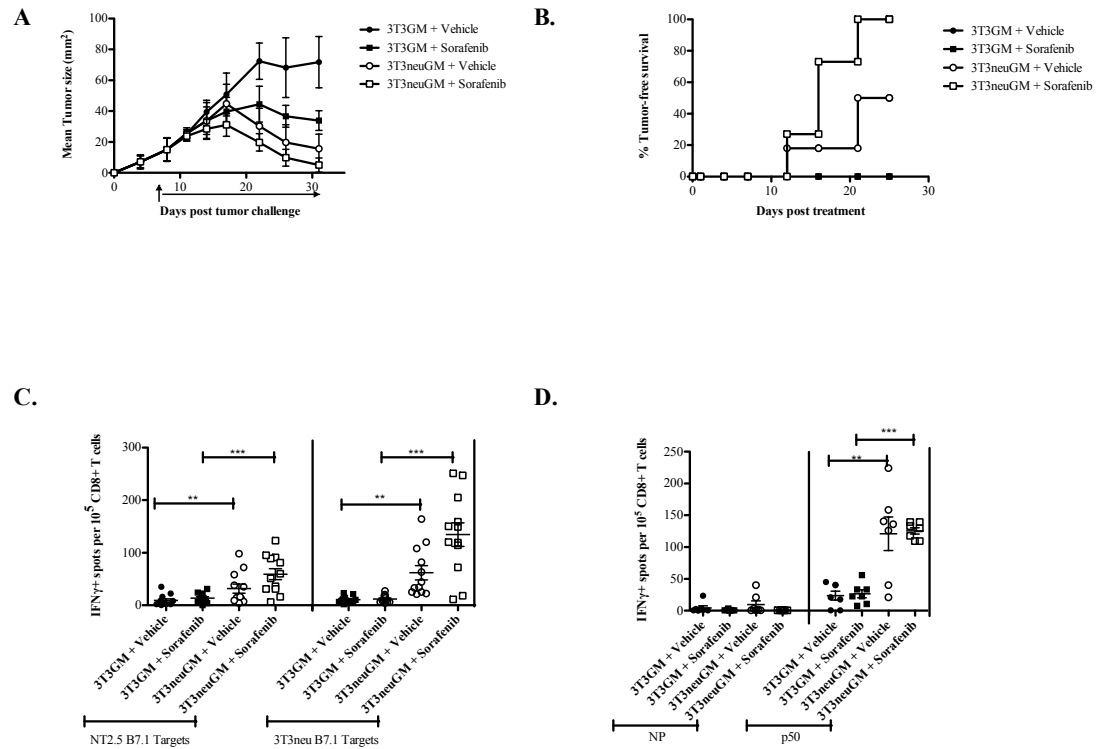 A
Mean Tumor size (mm²)
100
80
60
40
20
0
0 10 20 30
Days post tumor challenge
3T3GM + Vehicle
3T3GM + Sorafenib
3T3neuGM + Vehicle
3T3neuGM + Sorafenib
B.
% Tumor-free survival
100
80
60
40
20
0
0 10 20 30
Days post treatment
3T3GM + Vehicle
3T3GM + Sorafenib
3T3neuGM + Vehicle
3T3neuGM + Sorafenib
C.
IFNγ+ spots per 10⁵ CD8+ T cells
300
200
100
0
** *** ** ***
3T3GM + Vehicle
3T3GM + Sorafenib
3T3neuGM + Vehicle
3T3neuGM + Sorafenib
3T3GM + Vehicle
3T3GM + Sorafenib
3T3neuGM + Vehicle
3T3neuGM + Sorafenib
NT2.5 B7.1 Targets
3T3neu B7.1 Targets
D.
IFNγ+ spots per 10⁵ CD8+ T cells
250
200
150
100
50
0
** ***
3T3GM + Vehicle
3T3GM + Sorafenib
3T3neuGM + Vehicle
3T3neuGM + Sorafenib
3T3GM + Vehicle
3T3GM + Sorafenib
3T3neuGM + Vehicle
3T3neuGM + Sorafenib
NP
p50